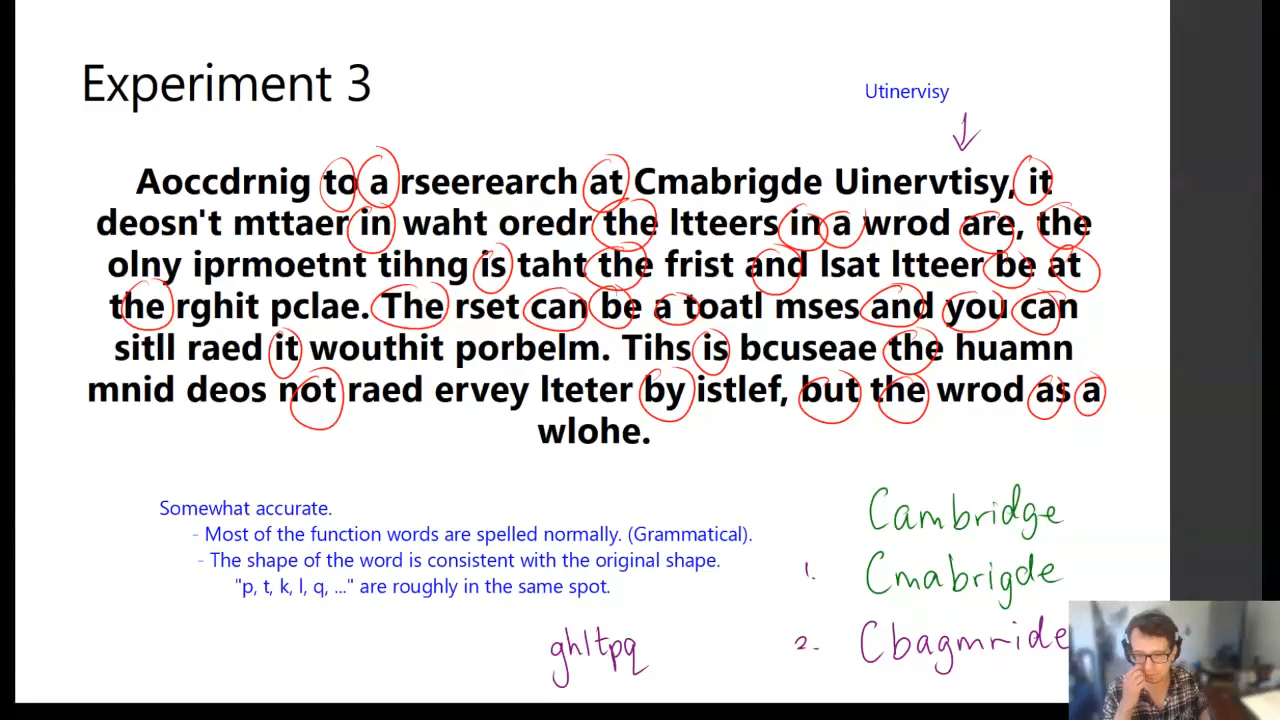 Experiment 3
Utinervisy
Aoccdrnig to a rseerearch at Cmabrigde Uinervtisy, it
deosn't mttaer in waht oredr the ltteers in a wrod are, the
olny iprmoetnt tihng is taht the frist and lsat ltteer be at
the rghit pclae. The rset can be a toatl mses and you can
sitll raed it wouthit porbelm. Tihs is bcuseae the huamn
mnid deos not raed ervey lteter by istlef, but the wrod as a
wlohe.
Somewhat accurate.
- Most of the function words are spelled normally. (Grammatical).
- The shape of the word is consistent with the original shape.
"p, t, k, l, q, ..." are roughly in the same spot.
ghltpq
Cambridge
1. Cmabrigde
2. Cbagmride